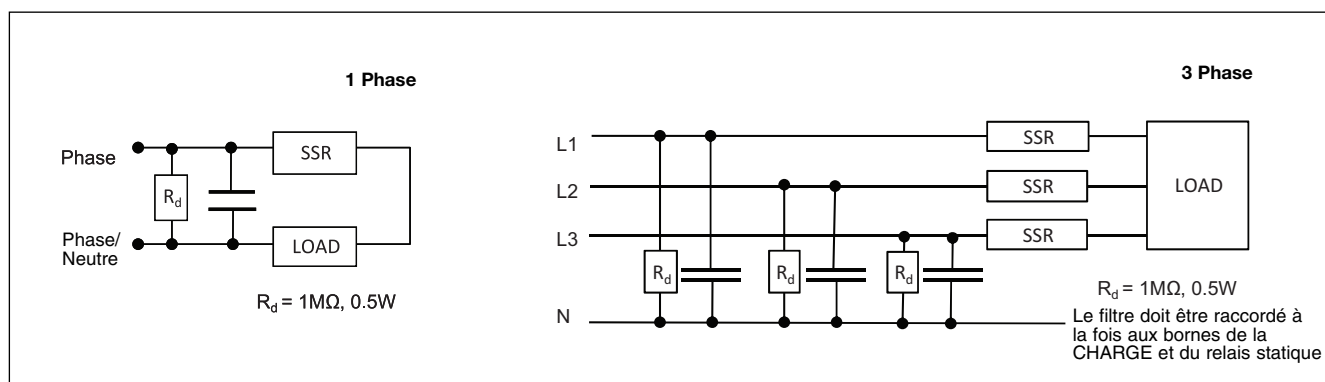 1 Phase
Phase
SSR
Rd
Phase/
Neutre
LOAD
Rd = 1MΩ, 0.5W
3 Phase
L1
SSR
L2
SSR
LOAD
L3
SSR
Rd
Rd
Rd
N
Rd = 1MΩ, 0.5W
Le filtre doit être raccordé à
la fois aux bornes de la
CHARGE et du relais statique